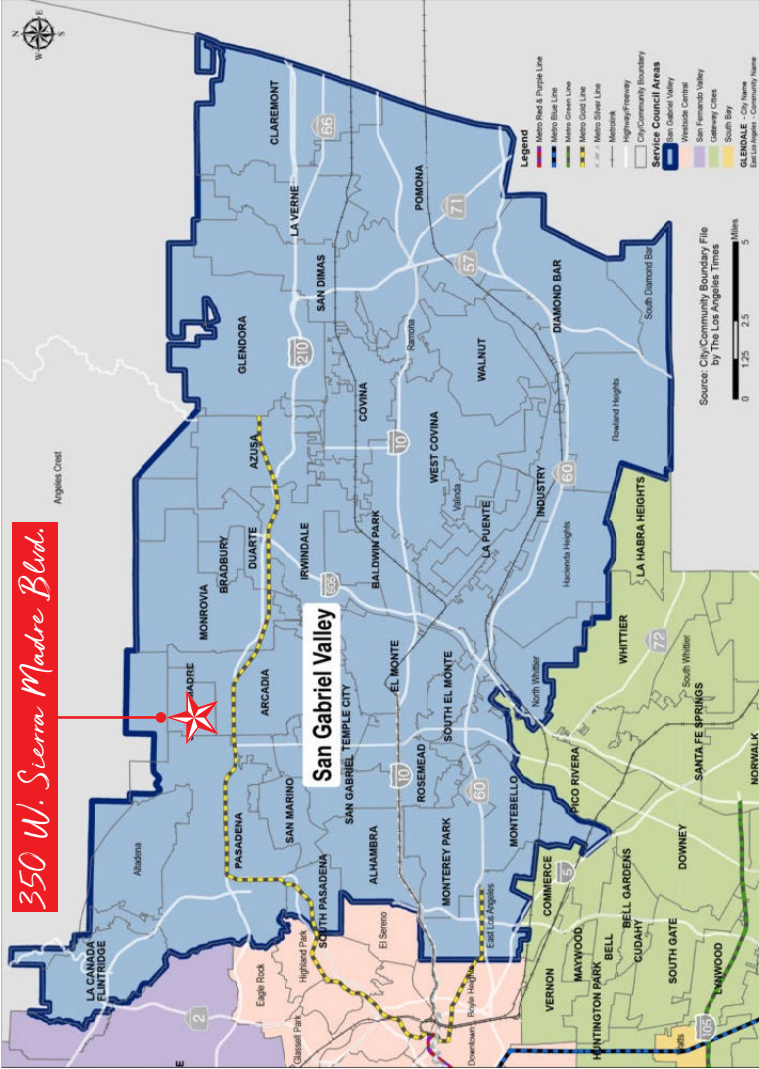 350 W. Sierra Madre Blvd.
N
E
S
W
Angeles Crest
LA CANADA
FLINTRIDGE
Altadena
PASADENA
MADRE
MONROVIA
BRADBURY
DUARTE
AZUSA
GLENDORA
LA VERNE
CLAREMONT
66
210
SAN DIMAS
ARCADIA
IRWINDALE
605
San Gabriel Valley
SAN MARINO
SOUTH PASADENA
SAN GABRIEL
TEMPLE CITY
ALHAMBRA
BALDWIN PARK
COVINA
Ramona
POMONA
71
57
EL MONTE
10
10
WEST COVINA
WALNUT
Valinda
LA PUENTE
INDUSTRY
60
DIAMOND BAR
South Diamond Bar
Rowland Heights
Hacienda Heights
ROSEMEAD
SOUTH EL MONTE
60
MONTEREY PARK
MONTEBELLO
East Los Angeles
North Whittier
PICO RIVERA
WHITTIER
LA HABRA HEIGHTS
72
South Whittier
SANTA FE SPRINGS
NORWALK
DOWNEY
COMMERCE
5
VERNON
MAYWOOD
BELL
BELL GARDENS
CUDAHY
HUNTINGTON PARK
SOUTH GATE
LYNWOOD
105
Watts
2
E
Eagle Rock
Glassell Park
Highland Park
El Sereno
Boyle Heights
Downtown
Legend
Metro Red & Purple Line
Metro Blue Line
Metro Green Line
Metro Gold Line
Metro Silver Line
Metrolink
Highway/Freeway
City/Community Boundary
Service Council Areas
San Gabriel Valley
Westside Central
San Fernando Valley
Gateway Cities
South Bay
GLENDALE - City Name
East Los Angeles - Community Name
Source: City/Community Boundary File
by The Los Angeles Times
0 1.25 2.5 5
Miles